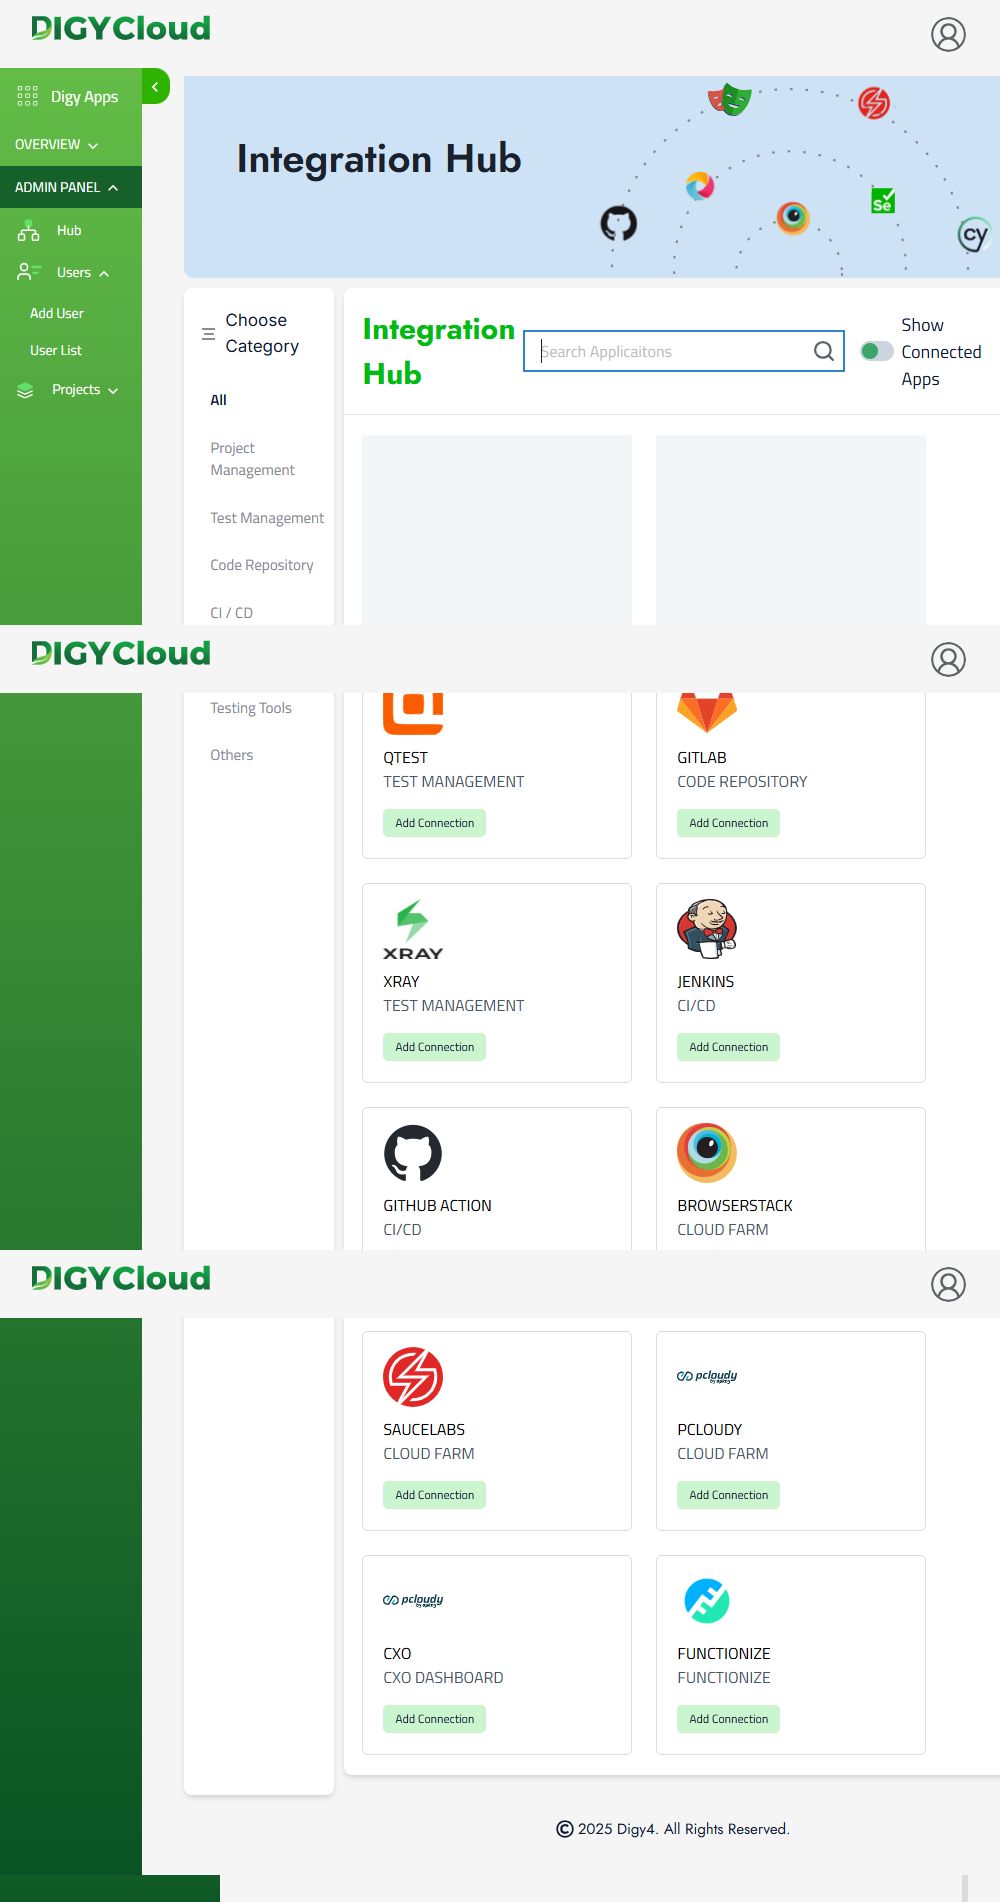 DIGYCloud
Digy Apps
OVERVIEW
ADMIN PANEL
Hub
Users
Add User
User List
Projects
Integration Hub
Se
cy
Choose
Category
All
Project
Management
Test Management
Code Repository
CI / CD
Integration
Hub
Search Applicaitons
Show
Connected
Apps
DIGYCloud
Testing Tools
Others
QTEST
TEST MANAGEMENT
Add Connection
GITLAB
CODE REPOSITORY
Add Connection
XRAY
XRAY
TEST MANAGEMENT
Add Connection
JENKINS
CI/CD
Add Connection
GITHUB ACTION
CI/CD
BROWSERSTACK
CLOUD FARM
DIGYCloud
SAUCELABS
CLOUD FARM
Add Connection
pcloudy
PCLOUDY
CLOUD FARM
Add Connection
pcloudy
CXO
CXO DASHBOARD
Add Connection
FUNCTIONIZE
FUNCTIONIZE
Add Connection
© 2025 Digy4. All Rights Reserved.